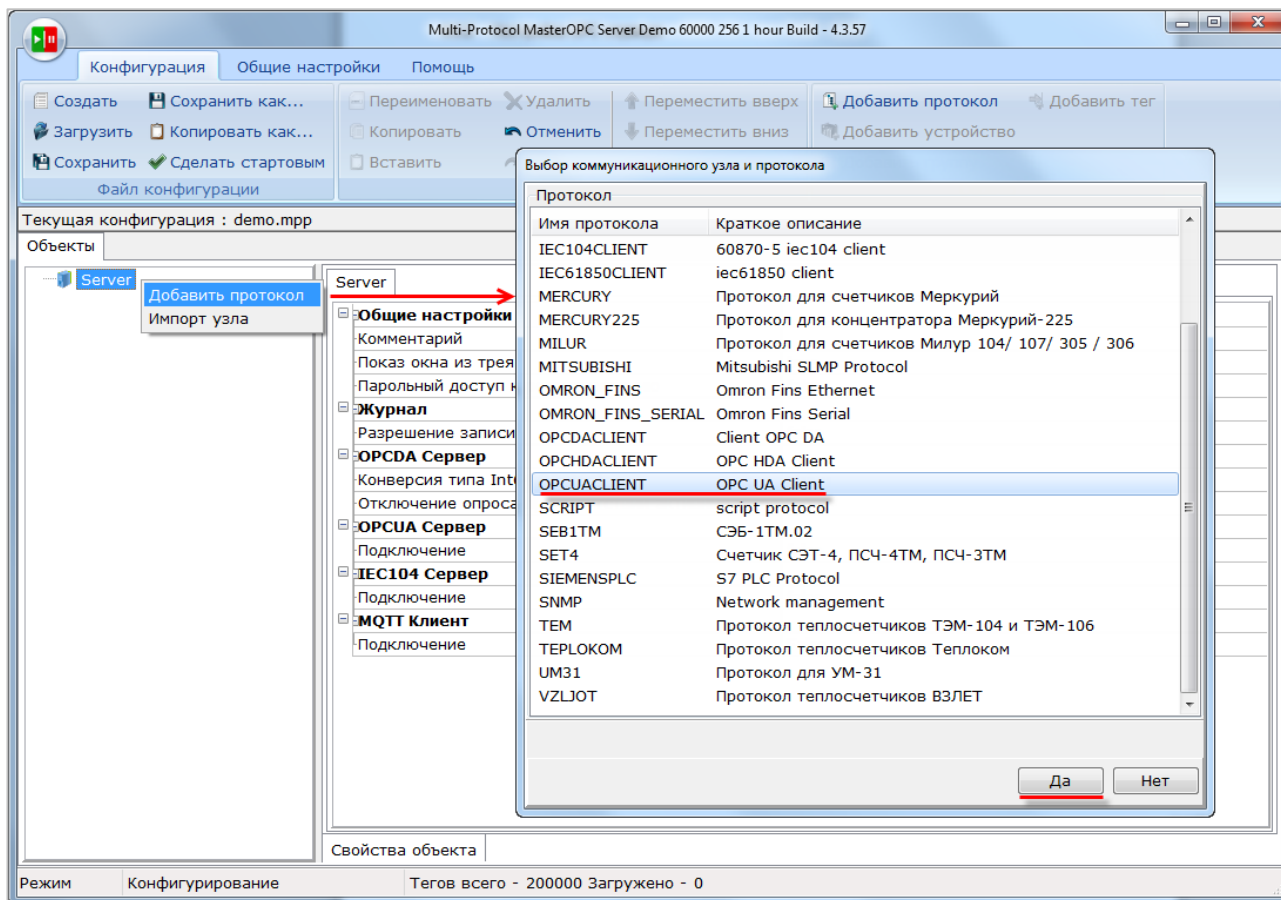 Multi-Protocol MasterOPC Server Demo 60000 256 1 hour Build - 4.3.57
Конфигурация Общие настройки Помощь
Создать Сохранить как... Переименовать Удалить Переместить вверх Добавить протокол Добавить тег
Загрузить Копировать как... Копировать Отменить Переместить вниз Добавить устройство
Сохранить Сделать стартовым Вставить
Файл конфигурации
Текущая конфигурация : demo.mpp
Объекты
Server
Добавить протокол
Импорт узла
Server
Общие настройки
Комментарий
Показ окна из трея
Парольный доступ к
Журнал
Разрешение записи
OPCDA Сервер
Конверсия типа Int
Отключение опроса
OPCUA Сервер
Подключение
IEC104 Сервер
Подключение
MQTT Клиент
Подключение
Выбор коммуникационного узла и протокола
Протокол
Имя протокола Краткое описание
IEC104CLIENT 60870-5 iec104 client
IEC61850CLIENT iec61850 client
MERCURY Протокол для счетчиков Меркурий
MERCURY225 Протокол для концентратора Меркурий-225
MILUR Протокол для счетчиков Милур 104/ 107/ 305 / 306
MITSUBISHI Mitsubishi SLMP Protocol
OMRON_FINS Omron Fins Ethernet
OMRON_FINS_SERIAL Omron Fins Serial
OPCDACLIENT Client OPC DA
OPCHDACLIENT OPC HDA Client
OPCUACLIENT OPC UA Client
SCRIPT script protocol
SEB1TM СЭБ-1ТМ.02
SET4 Счетчик СЭТ-4, ПСЧ-4ТМ, ПСЧ-3ТМ
SIEMENSPLC S7 PLC Protocol
SNMP Network management
TEM Протокол теплосчетчиков ТЭМ-104 и ТЭМ-106
TEPLOKOM Протокол теплосчетчиков Теплоком
UM31 Протокол для УМ-31
VZLJOT Протокол теплосчетчиков ВЗЛЕТ
Да Нет
Свойства объекта
Режим Конфигурирование Тегов всего - 200000 Загружено - 0